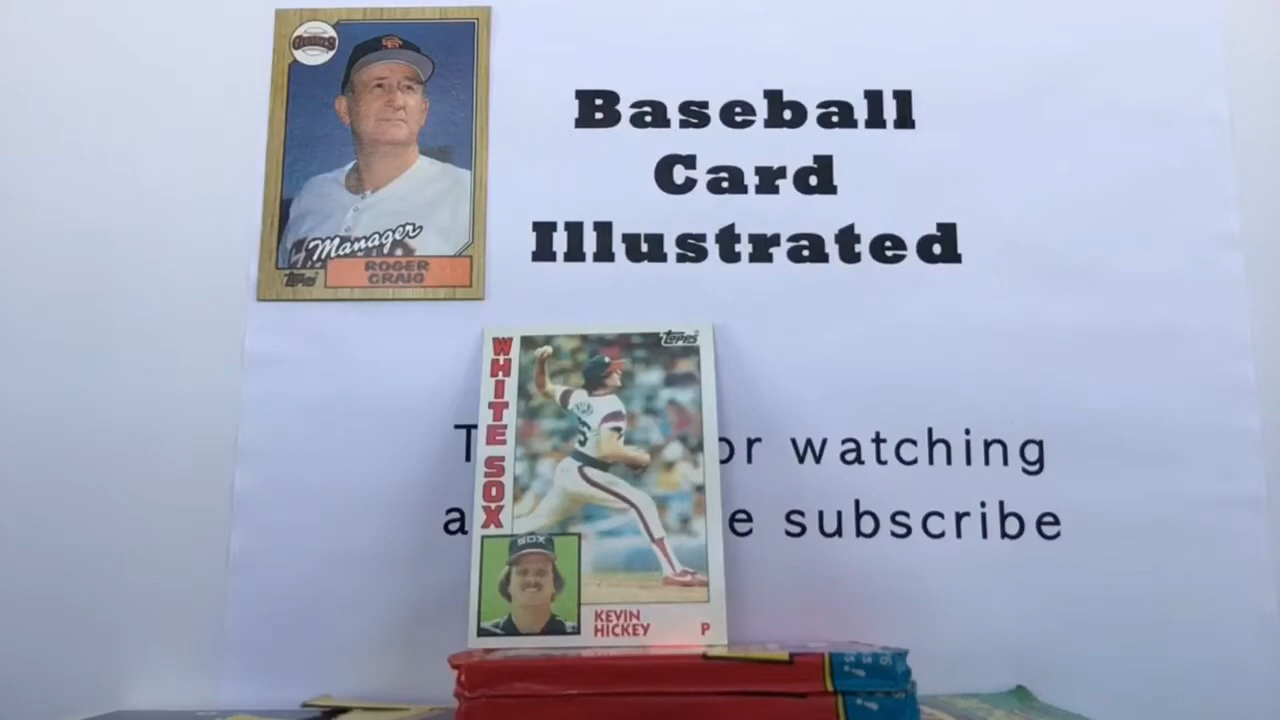 GIANTS
Manager
topps
ROGER
CRAIG
Baseball
Card
Illustrated
topps
WHITE SOX
SOX
KEVIN
HICKEY
P
or watching
a e subscribe